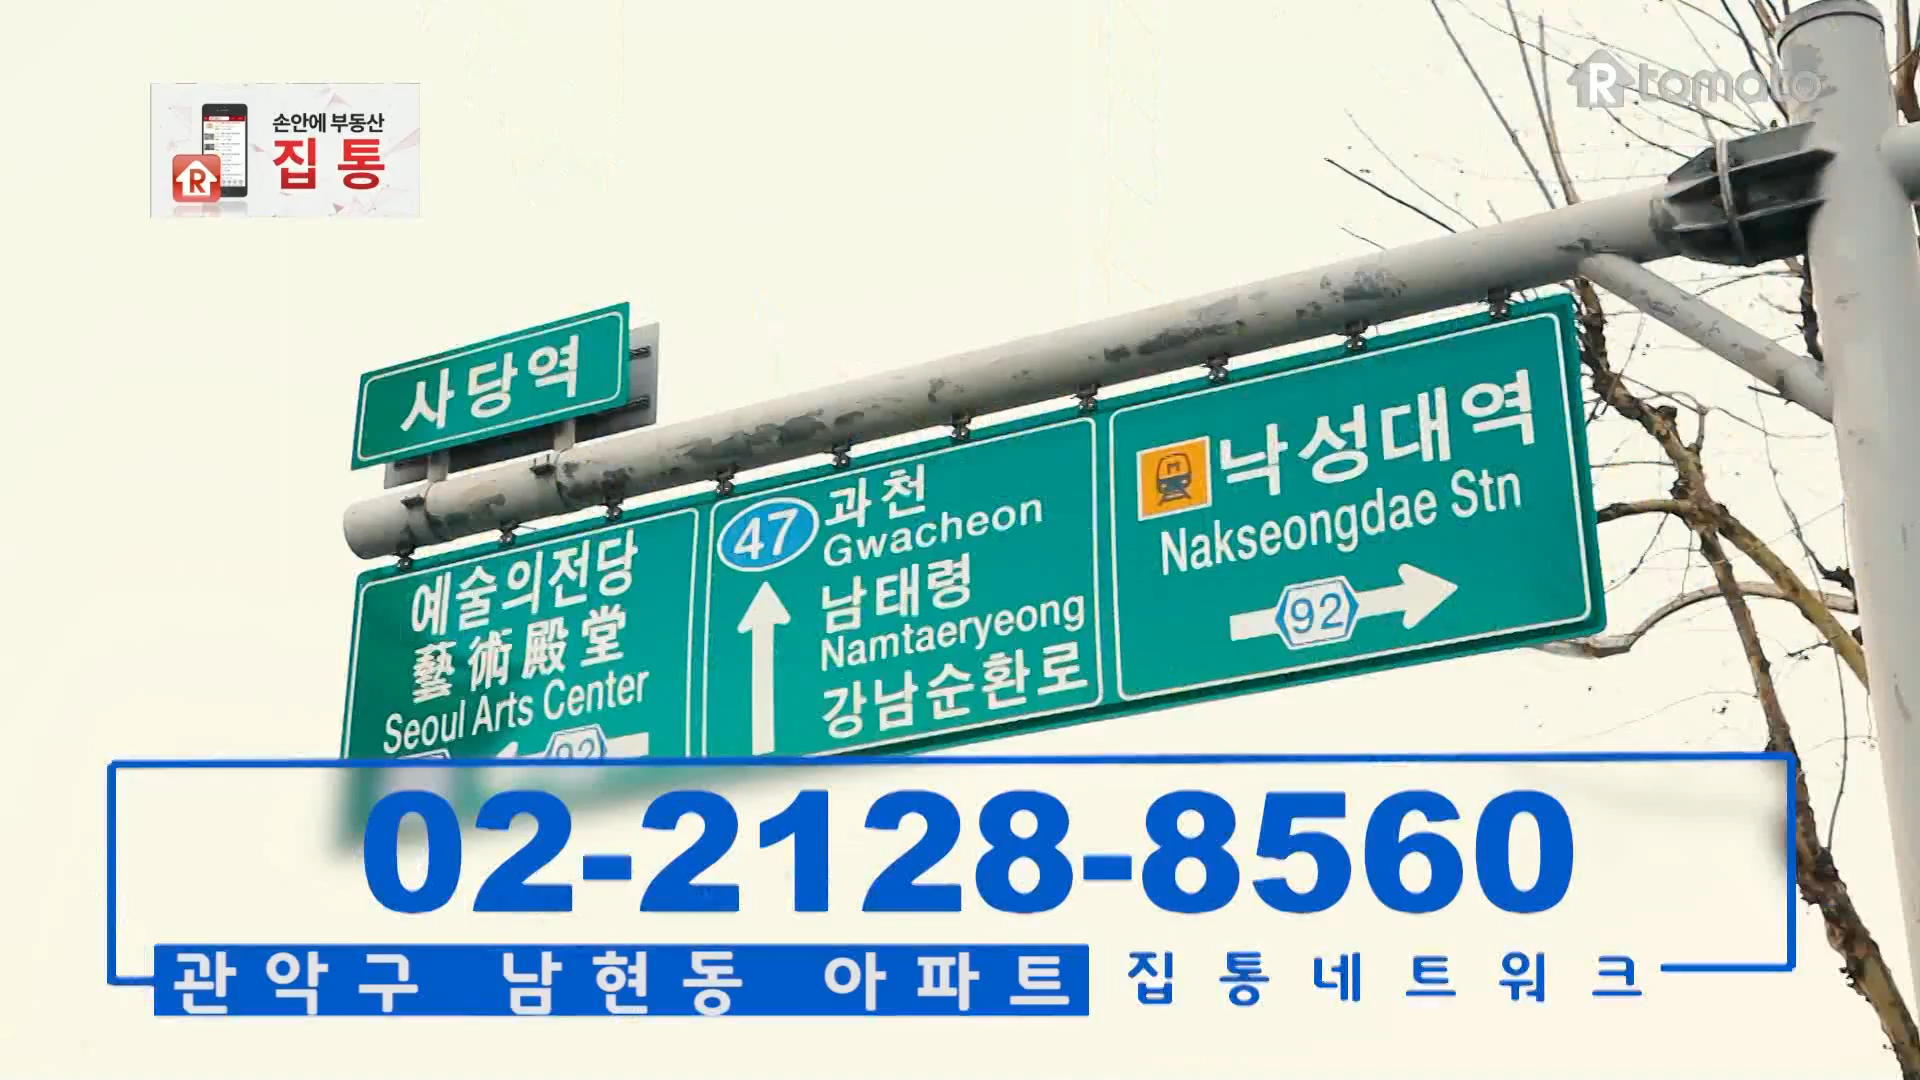 R tomato
손안에 부동산
집통
R
사당역
예술의전당
藝術殿堂
Seoul Arts Center
92
47
과천
Gwacheon
남태령
Namtaeryeong
강남순환로
M
낙성대역
Nakseongdae Stn
92
02-2128-8560
관악구 남현동 아파트 집통네트워크